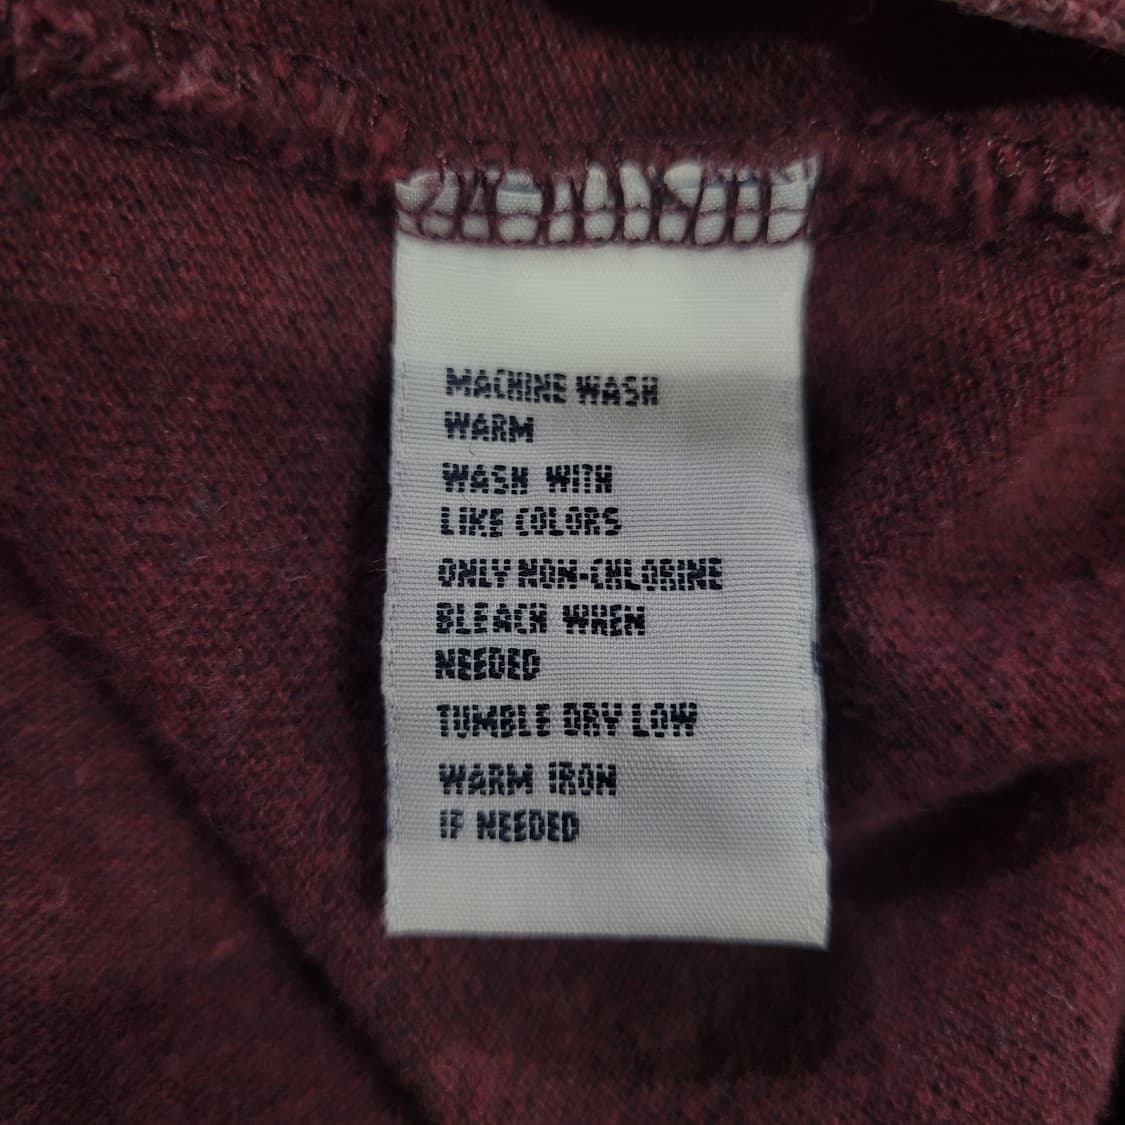 MACHINE WASH
WARM
WASH WITH
LIKE COLORS
ONLY NON-CHLORINE
BLEACH WHEN
NEEDED
TUMBLE DRY LOW
WARM IRON
IF NEEDED